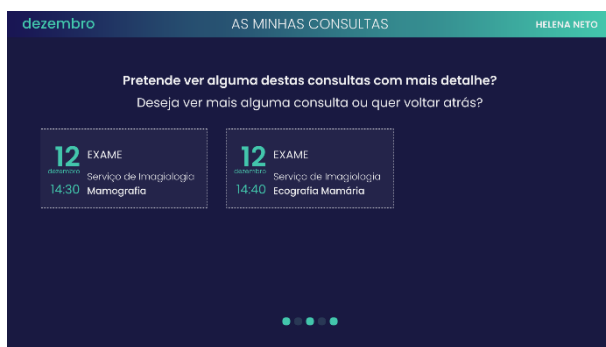 dezembro
AS MINHAS CONSULTAS
HELENA NETO
Pretende ver alguma destas consultas com mais detalhe?
Deseja ver mais alguma consulta ou quer voltar atrás?
12
dezembro
14:30
EXAME
Serviço de Imagiologia
Mamografia
12
dezembro
14:40
EXAME
Serviço de Imagiologia
Ecografia Mamária